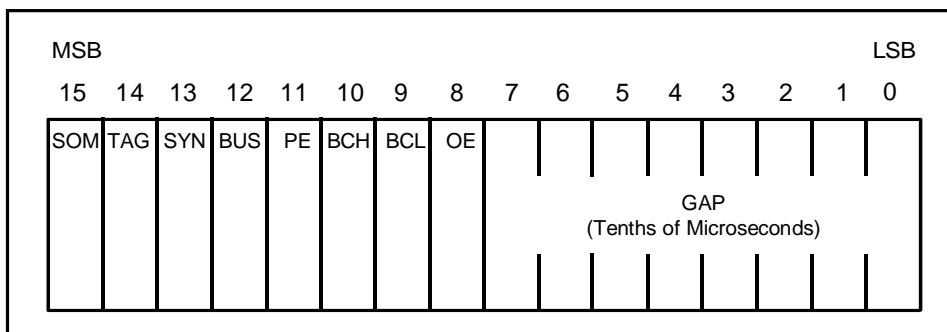 MSB LSB
15 14 13 12 11 10 9 8 7 6 5 4 3 2 1 0
SOM TAG SYN BUS PE BCH BCL OE
GAP
(Tenths of Microseconds)